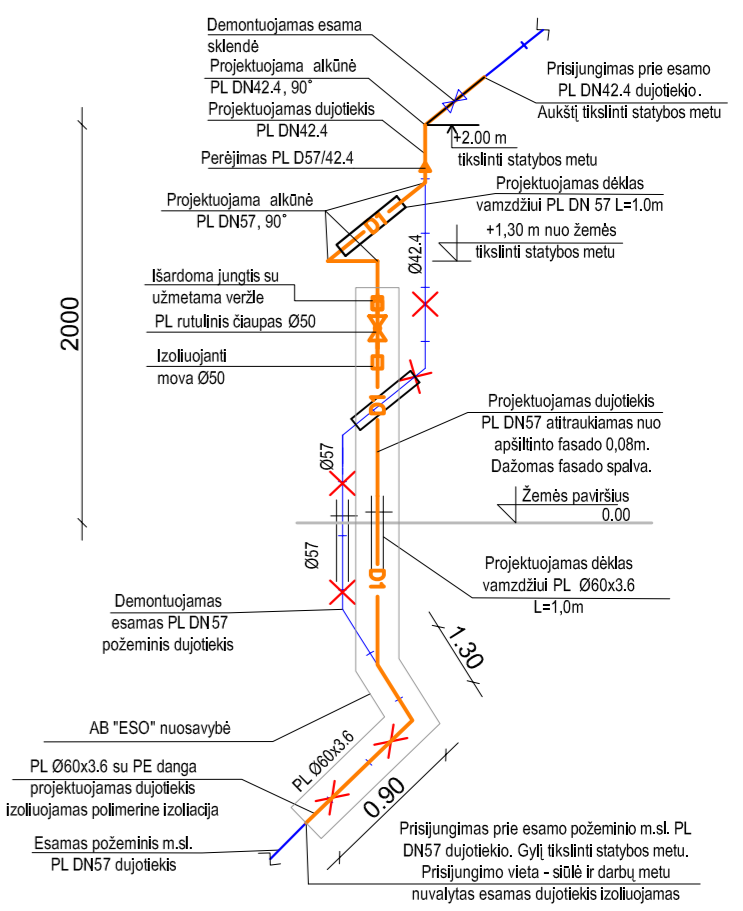 Demontuojamas esama
sklendė
Projektuojama alkūnė
PL DN42.4, 90°
Projektuojamas dujotiekis
PL DN42.4
Perėjimas PL D57/42.4
Prisijungimas prie esamo
PL DN42.4 dujotiekio.
Aukštį tikslinti statybos metu
+2.00 m
tikslinti statybos metu
Projektuojamas dėklas
vamzdžiui PL DN 57 L=1.0m
Projektuojama alkūnė
PL DN57, 90°
D1
+1,30 m nuo žemės
tikslinti statybos metu
Ø42.4
Išardoma jungtis su
užmetama veržle
PL rutulinis čiaupas Ø50
Izoliuojanti
mova Ø50
2000
D1
Projektuojamas dujotiekis
PL DN57 atitraukiamas nuo
apšiltinto fasado 0,08m.
Dažomas fasado spalva.
Ø57
Žemės paviršius
0.00
Ø57
D1
Projektuojamas dėklas
vamzdžiui PL Ø60x3.6
L=1,0m
Demontuojamas
esamas PL DN57
požeminis dujotiekis
1.30
AB "ESO" nuosavybė
PL Ø60x3.6
0.90
PL Ø60x3.6 su PE danga
projektuojamas dujotiekis
izoliuojamas polimerine izoliacija
Esamas požeminis m.sl.
PL DN57 dujotiekis
Prisijungimas prie esamo požeminio m.sl. PL
DN57 dujotiekio. Gylį tikslinti statybos metu.
Prisijungimo vieta - siūlė ir darbų metu
nuvalytas esamas dujotiekis izoliuojamas